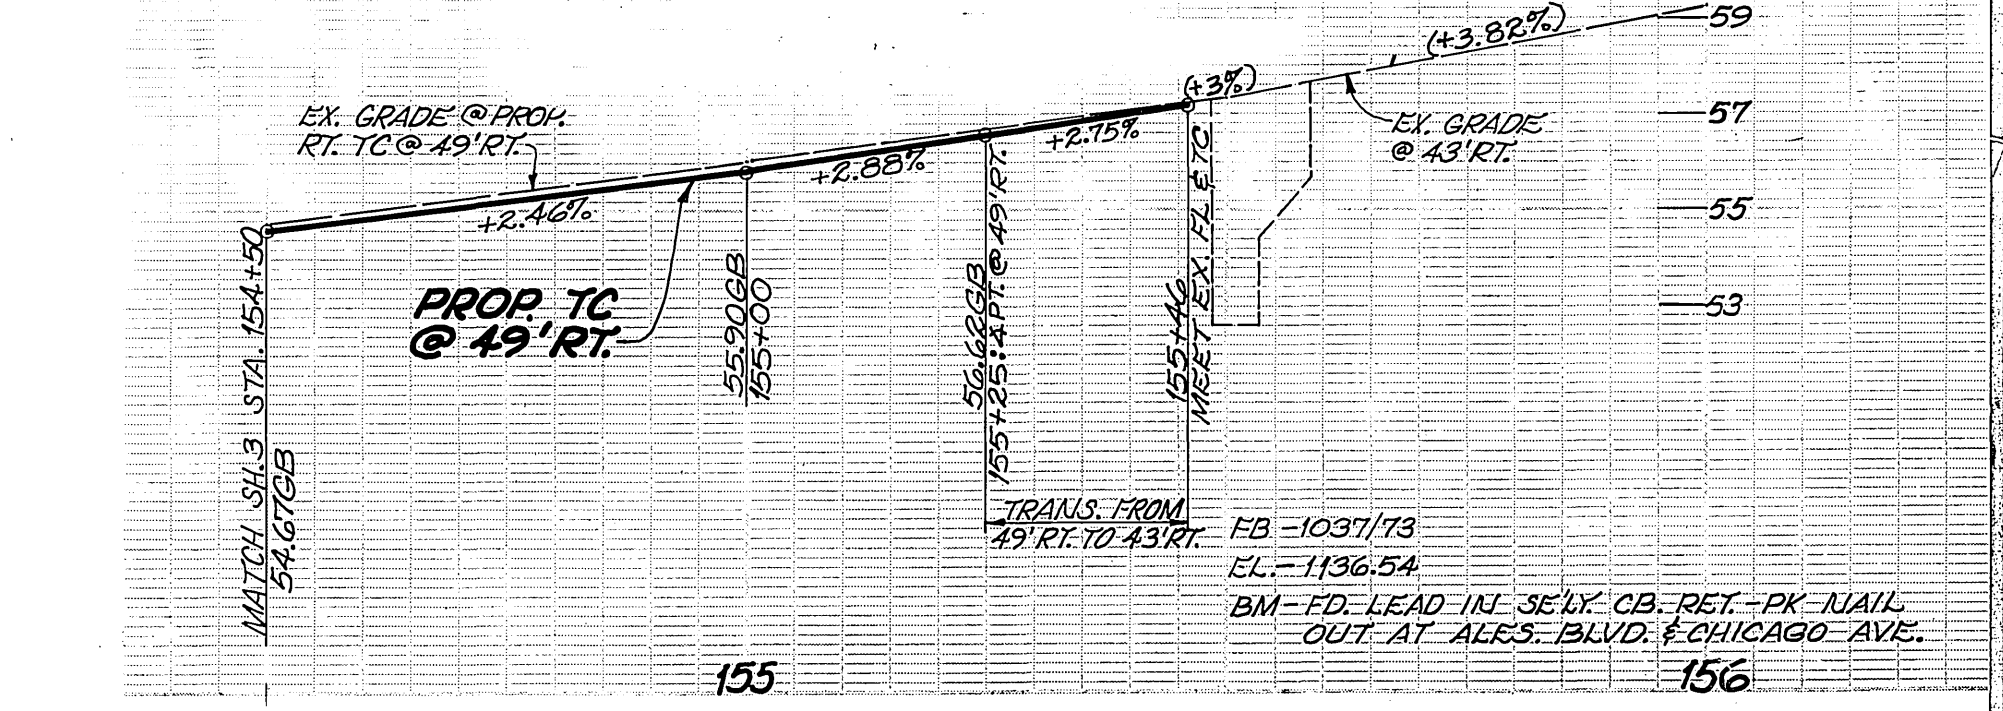 59
(+3.82%)
(+3%)
EX. GRADE @ PROP.
RT. TC @ 49'RT.
57
EX. GRADE
@ 43'RT.
+2.75%
+2.88%
+2.46%
55
53
PROP. TC
@ 49'RT.
MATCH SH.3 STA. 154+50
54.67GB
55.90GB
155+00
56.62GB
155+25: ∡PT.@ 49'RT.
155+46
MEET EX. FL & TC
TRANS. FROM
49'RT. TO 43'RT.
FB -1037/73
EL.-1136.54
BM-FD. LEAD IN SE'LY. CB. RET.-PK NAIL
OUT AT ALES. BLVD. & CHICAGO AVE.
155
156